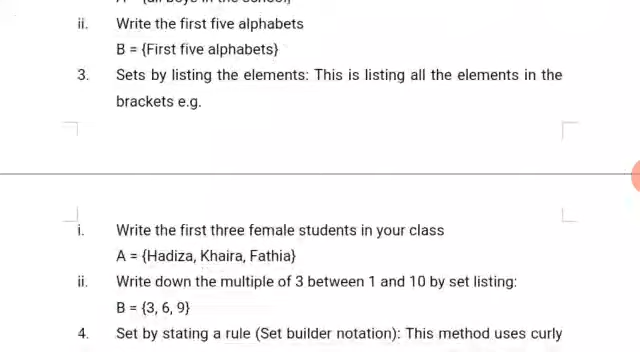 ii. Write the first five alphabets
B = {First five alphabets}
3. Sets by listing the elements: This is listing all the elements in the
brackets e.g.
i. Write the first three female students in your class
A = {Hadiza, Khaira, Fathia}
ii. Write down the multiple of 3 between 1 and 10 by set listing:
B = {3, 6, 9}
4. Set by stating a rule (Set builder notation): This method uses curly